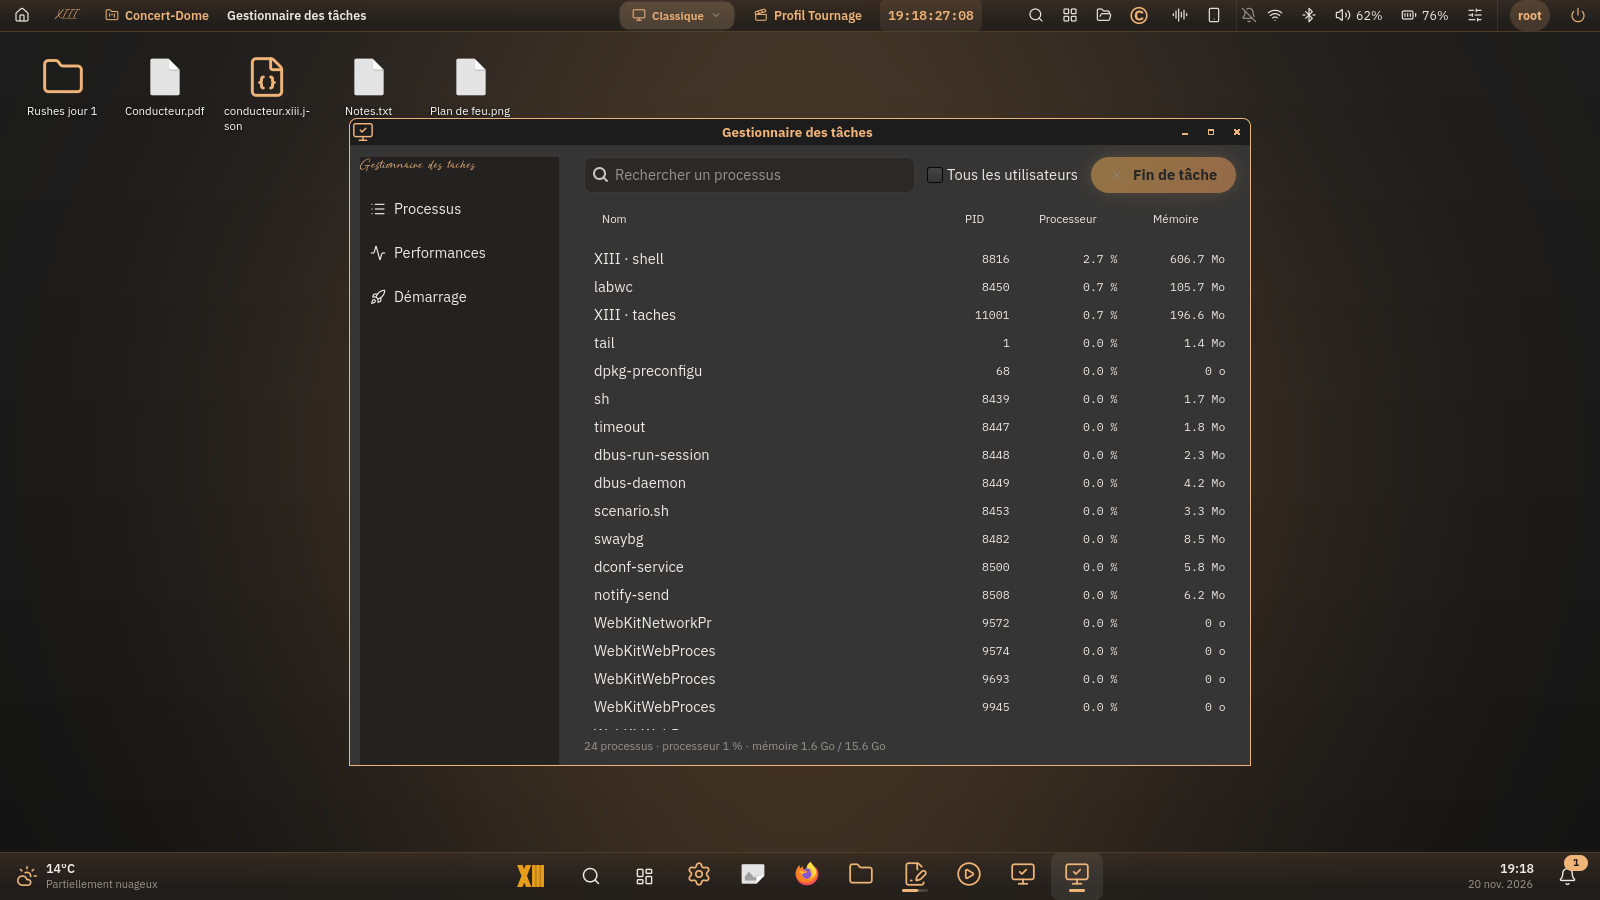 XIII Concert-Dome Gestionnaire des tâches Classique Profil Tournage 19:18:27:08 62% 76% root
Rushes jour 1
Conducteur.pdf
conducteur.xiii.j-
son
Notes.txt
Plan de feu.png
Gestionnaire des tâches
Gestionnaire des taches
Processus
Performances
Démarrage
Rechercher un processus Tous les utilisateurs Fin de tâche
Nom PID Processeur Mémoire
XIII · shell 8816 2.7 % 606.7 Mo
labwc 8450 0.7 % 105.7 Mo
XIII · taches 11001 0.7 % 196.6 Mo
tail 1 0.0 % 1.4 Mo
dpkg-preconfigu 68 0.0 % 0 o
sh 8439 0.0 % 1.7 Mo
timeout 8447 0.0 % 1.8 Mo
dbus-run-session 8448 0.0 % 2.3 Mo
dbus-daemon 8449 0.0 % 4.2 Mo
scenario.sh 8453 0.0 % 3.3 Mo
swaybg 8482 0.0 % 8.5 Mo
dconf-service 8500 0.0 % 5.8 Mo
notify-send 8508 0.0 % 6.2 Mo
WebKitNetworkPr 9572 0.0 % 0 o
WebKitWebProces 9574 0.0 % 0 o
WebKitWebProces 9693 0.0 % 0 o
WebKitWebProces 9945 0.0 % 0 o
24 processus · processeur 1 % · mémoire 1.6 Go / 15.6 Go
14°C
Partiellement nuageux
XIII
19:18
20 nov. 2026
1